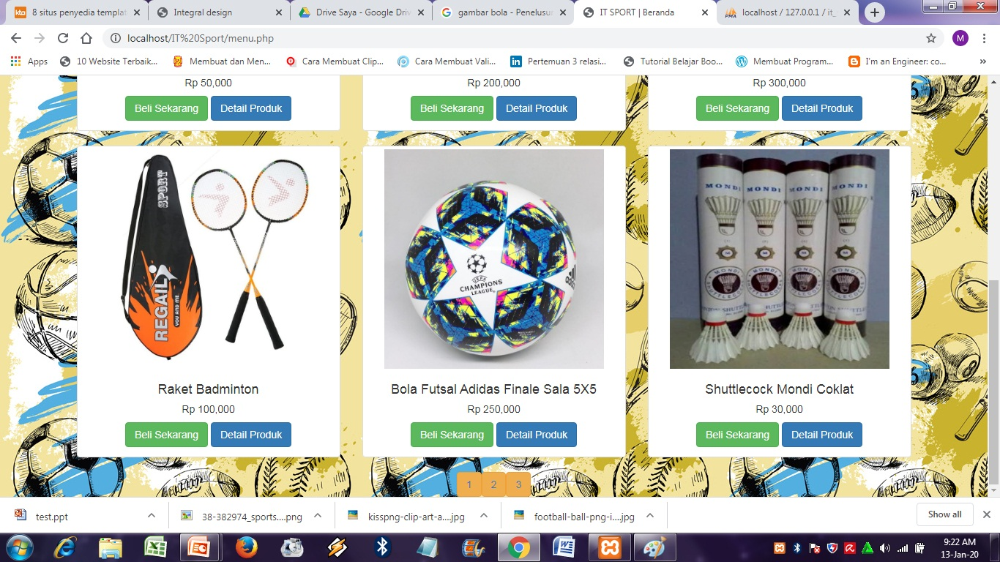 8 situs penyedia templat
Integral design
Drive Saya - Google Driv
gambar bola - Penelusur
IT SPORT | Beranda
localhost / 127.0.0.1 / it_
localhost/IT%20Sport/menu.php
M
Apps
10 Website Terbaik...
Membuat dan Men...
Cara Membuat Clip...
Cara Membuat Vali...
Pertemuan 3 relasi...
Tutorial Belajar Boo...
Membuat Program...
I'm an Engineer: co...
»
Rp 50,000
Beli Sekarang Detail Produk
Rp 200,000
Beli Sekarang Detail Produk
Rp 300,000
Beli Sekarang Detail Produk
SPORT
REGAIL
YOU AND ME
Raket Badminton
Rp 100,000
Beli Sekarang Detail Produk
UEFA
CHAMPIONS
LEAGUE
adidas
Bola Futsal Adidas Finale Sala 5X5
Rp 250,000
Beli Sekarang Detail Produk
MONDI MONDI MONDI MONDI
Shuttlecock Mondi Coklat
Rp 30,000
Beli Sekarang Detail Produk
1 2 3
test.ppt
38-382974_sports....png
kisspng-clip-art-a....jpg
football-ball-png-i....jpg
Show all
9:22 AM
13-Jan-20